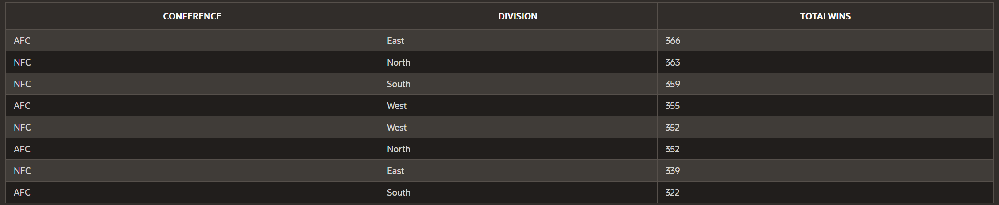 CONFERENCE DIVISION TOTALWINS
AFC East 366
NFC North 363
NFC South 359
AFC West 355
NFC West 352
AFC North 352
NFC East 339
AFC South 322